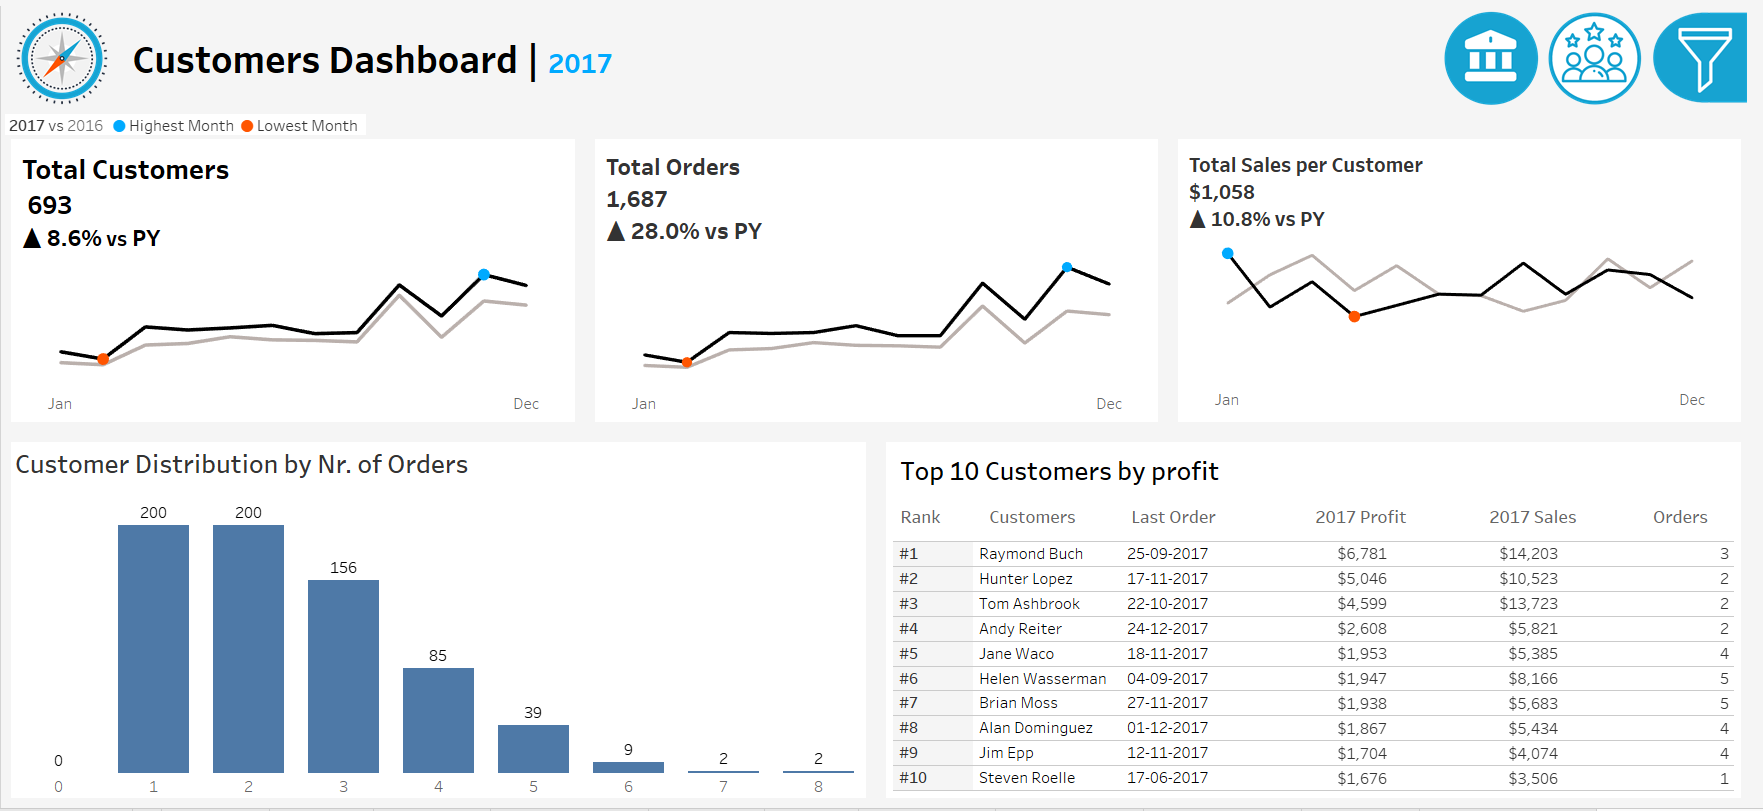 Customers Dashboard | 2017
2017 vs 2016 Highest Month Lowest Month
Total Customers
693
▲ 8.6% vs PY
Jan Dec
Total Orders
1,687
▲ 28.0% vs PY
Jan Dec
Total Sales per Customer
$1,058
▲ 10.8% vs PY
Jan Dec
Customer Distribution by Nr. of Orders
0 200 200 156 85 39 9 2 2
0 1 2 3 4 5 6 7 8
Top 10 Customers by profit
Rank Customers Last Order 2017 Profit 2017 Sales Orders
#1 Raymond Buch 25-09-2017 $6,781 $14,203 3
#2 Hunter Lopez 17-11-2017 $5,046 $10,523 2
#3 Tom Ashbrook 22-10-2017 $4,599 $13,723 2
#4 Andy Reiter 24-12-2017 $2,608 $5,821 2
#5 Jane Waco 18-11-2017 $1,953 $5,385 4
#6 Helen Wasserman 04-09-2017 $1,947 $8,166 5
#7 Brian Moss 27-11-2017 $1,938 $5,683 5
#8 Alan Dominguez 01-12-2017 $1,867 $5,434 4
#9 Jim Epp 12-11-2017 $1,704 $4,074 4
#10 Steven Roelle 17-06-2017 $1,676 $3,506 1